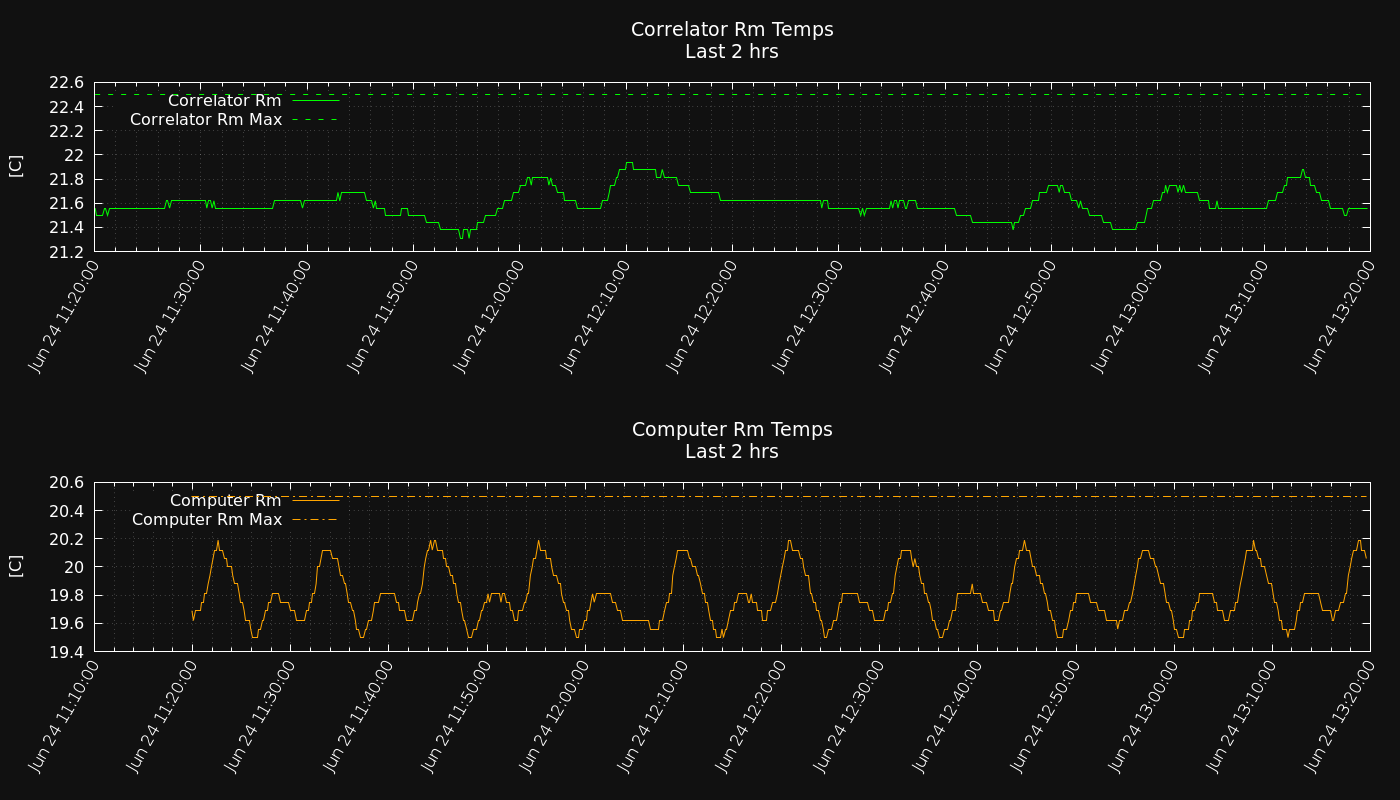 Correlator Rm Temps
Last 2 hrs
22.6
22.4
22.2
22
21.8
21.6
21.4
21.2
[C]
Correlator Rm
Correlator Rm Max
Jun 24 11:20:00
Jun 24 11:30:00
Jun 24 11:40:00
Jun 24 11:50:00
Jun 24 12:00:00
Jun 24 12:10:00
Jun 24 12:20:00
Jun 24 12:30:00
Jun 24 12:40:00
Jun 24 12:50:00
Jun 24 13:00:00
Jun 24 13:10:00
Jun 24 13:20:00
Computer Rm Temps
Last 2 hrs
20.6
20.4
20.2
20
19.8
19.6
19.4
[C]
Computer Rm
Computer Rm Max
Jun 24 11:10:00
Jun 24 11:20:00
Jun 24 11:30:00
Jun 24 11:40:00
Jun 24 11:50:00
Jun 24 12:00:00
Jun 24 12:10:00
Jun 24 12:20:00
Jun 24 12:30:00
Jun 24 12:40:00
Jun 24 12:50:00
Jun 24 13:00:00
Jun 24 13:10:00
Jun 24 13:20:00